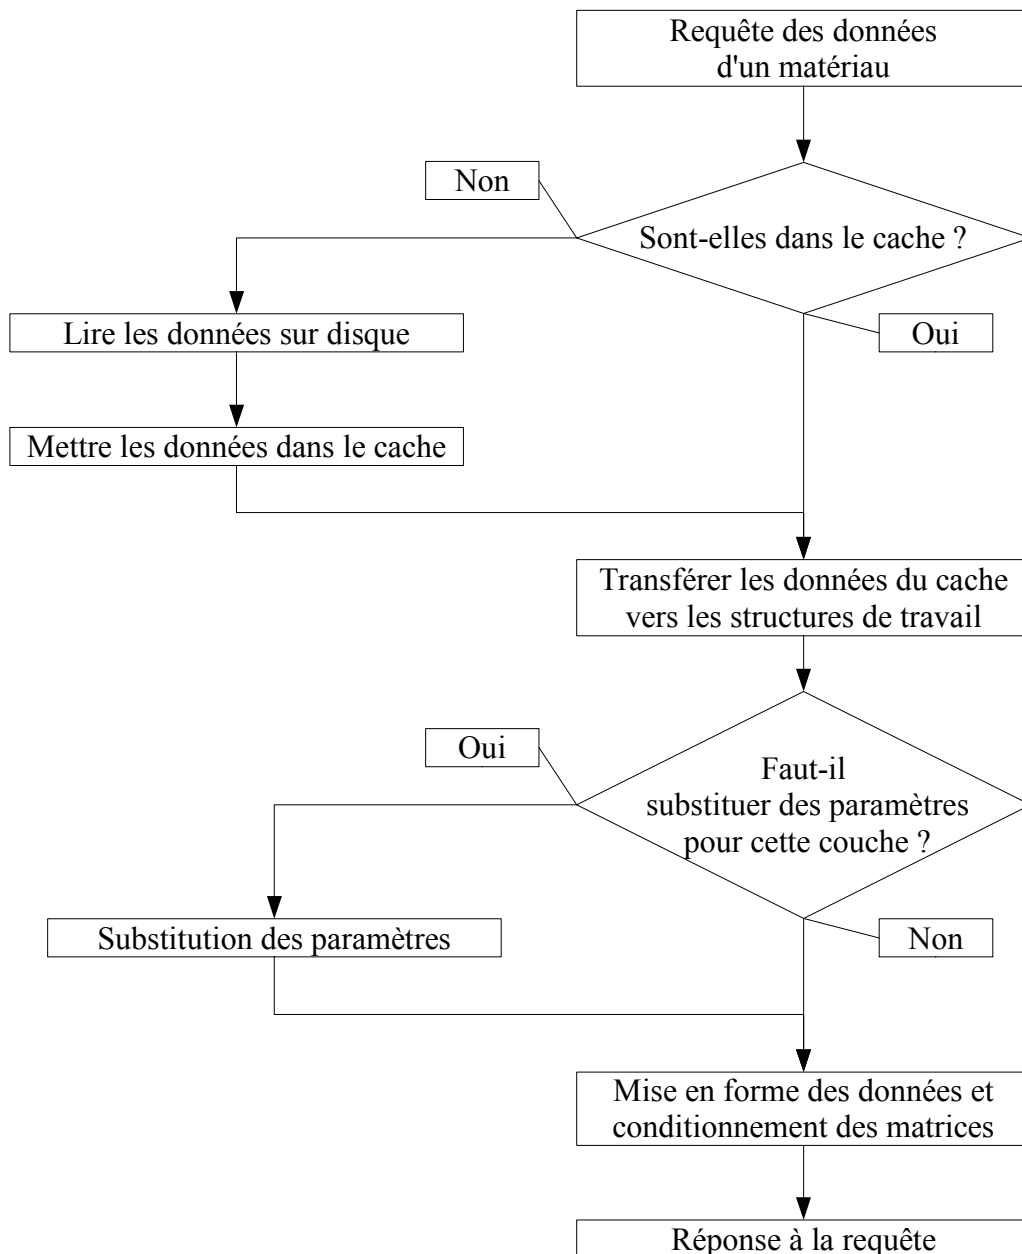 Requête des données
d'un matériau
Non
Sont-elles dans le cache ?
Lire les données sur disque
Oui
Mettre les données dans le cache
Transférer les données du cache
vers les structures de travail
Oui
Faut-il
substituer des paramètres
pour cette couche ?
Substitution des paramètres
Non
Mise en forme des données et
conditionnement des matrices
Réponse à la requête